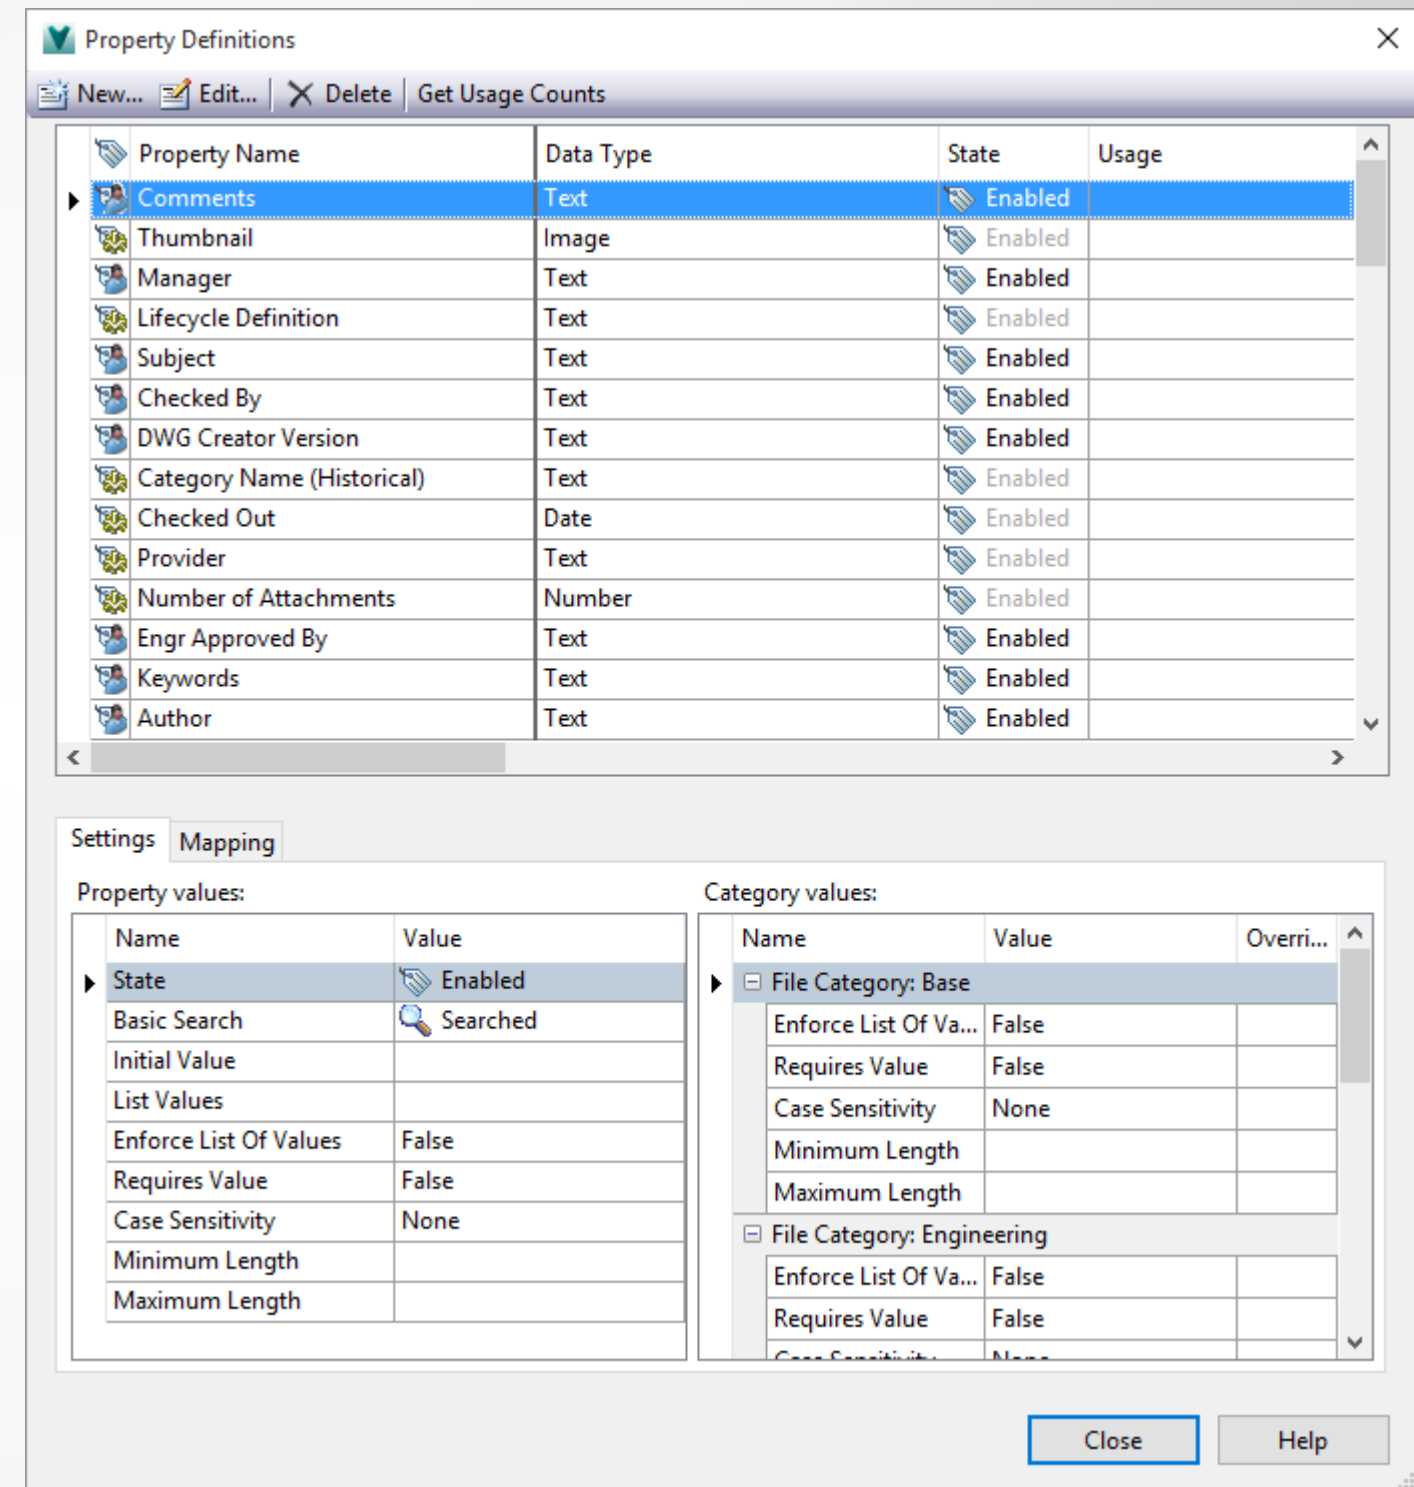 Property Definitions
New... Edit... Delete Get Usage Counts
Property Name Data Type State Usage
Comments Text Enabled
Thumbnail Image Enabled
Manager Text Enabled
Lifecycle Definition Text Enabled
Subject Text Enabled
Checked By Text Enabled
DWG Creator Version Text Enabled
Category Name (Historical) Text Enabled
Checked Out Date Enabled
Provider Text Enabled
Number of Attachments Number Enabled
Engr Approved By Text Enabled
Keywords Text Enabled
Author Text Enabled
Settings Mapping
Property values:
Name Value
State Enabled
Basic Search Searched
Initial Value
List Values
Enforce List Of Values False
Requires Value False
Case Sensitivity None
Minimum Length
Maximum Length
Category values:
Name Value Overri...
File Category: Base
Enforce List Of Va... False
Requires Value False
Case Sensitivity None
Minimum Length
Maximum Length
File Category: Engineering
Enforce List Of Va... False
Requires Value False
Case Sensitivity None
Close Help